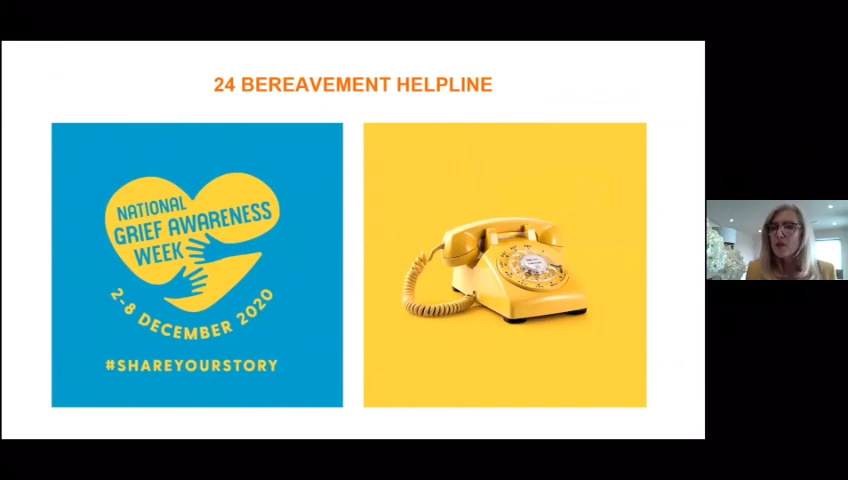 24 BEREAVEMENT HELPLINE
NATIONAL
GRIEF AWARENESS
WEEK
2-8 DECEMBER 2020
#SHAREYOURSTORY